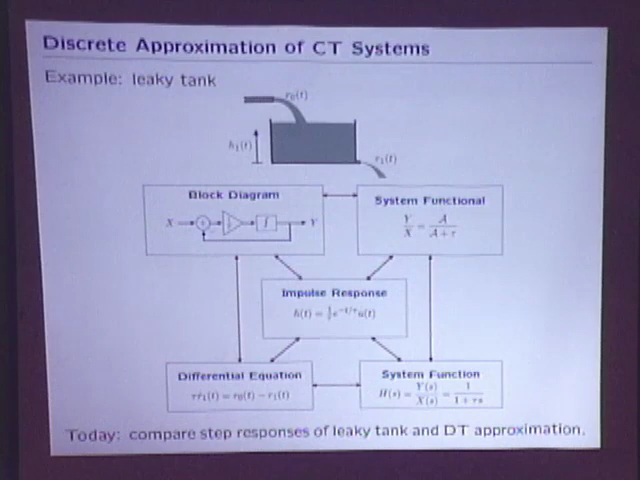 Discrete Approximation of CT Systems
Example: leaky tank
r₀(t)
h₁(t)
r₁(t)
Block Diagram
X + 1/τ ∫ Y
System Functional
Y/X = A/(A + τ)
Impulse Response
h(t) = 1/τ e^(−t/τ) u(t)
Differential Equation
τṙ₁(t) = r₀(t) − r₁(t)
System Function
H(s) = Y(s)/X(s) = 1/(1 + τs)
Today: compare step responses of leaky tank and DT approximation.